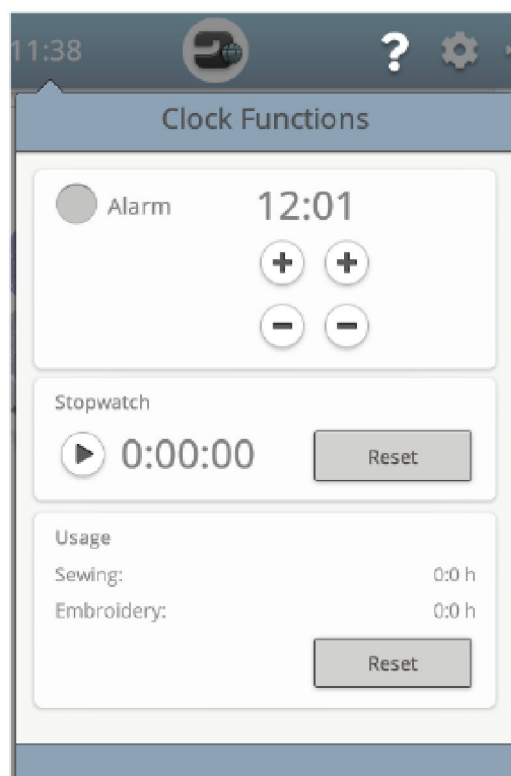 11:38
?
Clock Functions
Alarm 12:01
Stopwatch
0:00:00 Reset
Usage
Sewing: 0:0 h
Embroidery: 0:0 h
Reset